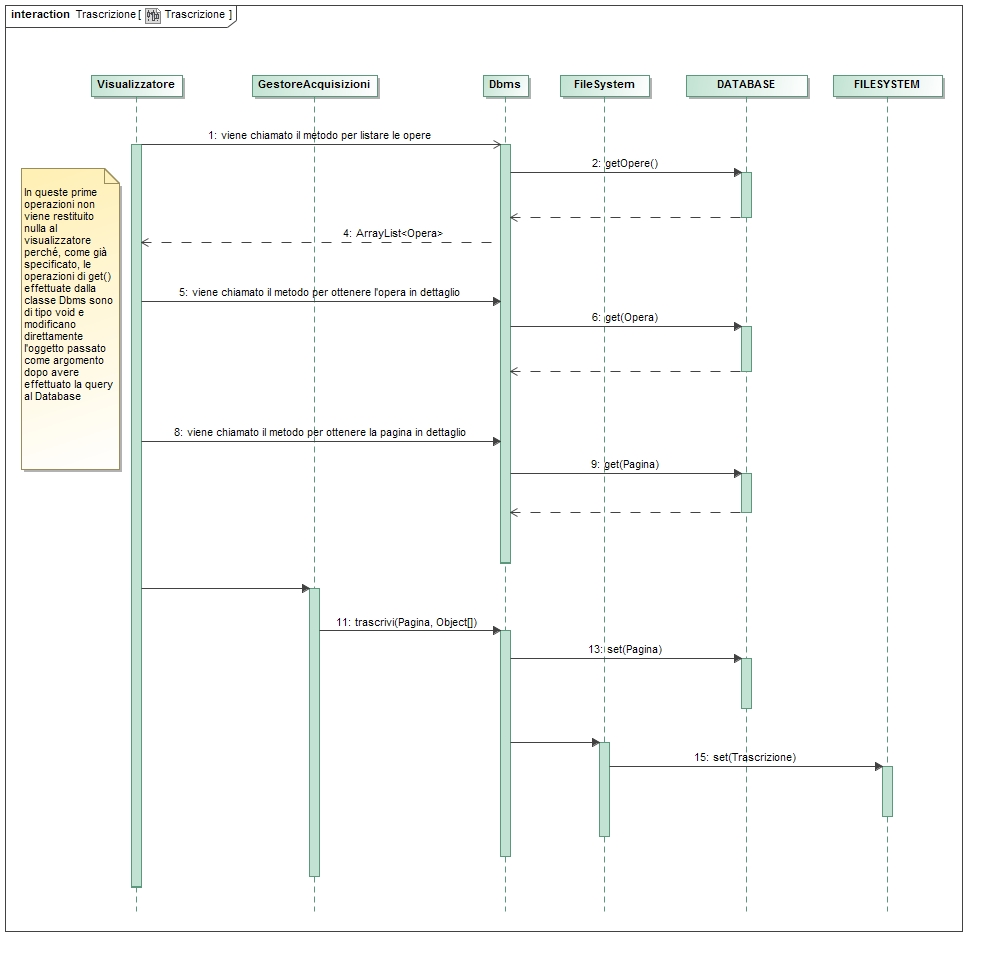 interaction Trascrizione [ Trascrizione ]
Visualizzatore
GestoreAcquisizioni
Dbms
FileSystem
DATABASE
FILESYSTEM
1: viene chiamato il metodo per listare le opere
2: getOpere()
In queste prime
operazioni non
viene restituito
nulla al
visualizzatore
perché, come già
specificato, le
operazioni di get()
effettuate dalla
classe Dbms sono
di tipo void e
modificano
direttamente
l'oggetto passato
come argomento
dopo avere
effettuato la query
al Database
4: ArrayList<Opera>
5: viene chiamato il metodo per ottenere l'opera in dettaglio
6: get(Opera)
8: viene chiamato il metodo per ottenere la pagina in dettaglio
9: get(Pagina)
11: trascrivi(Pagina, Object[])
13: set(Pagina)
15: set(Trascrizione)